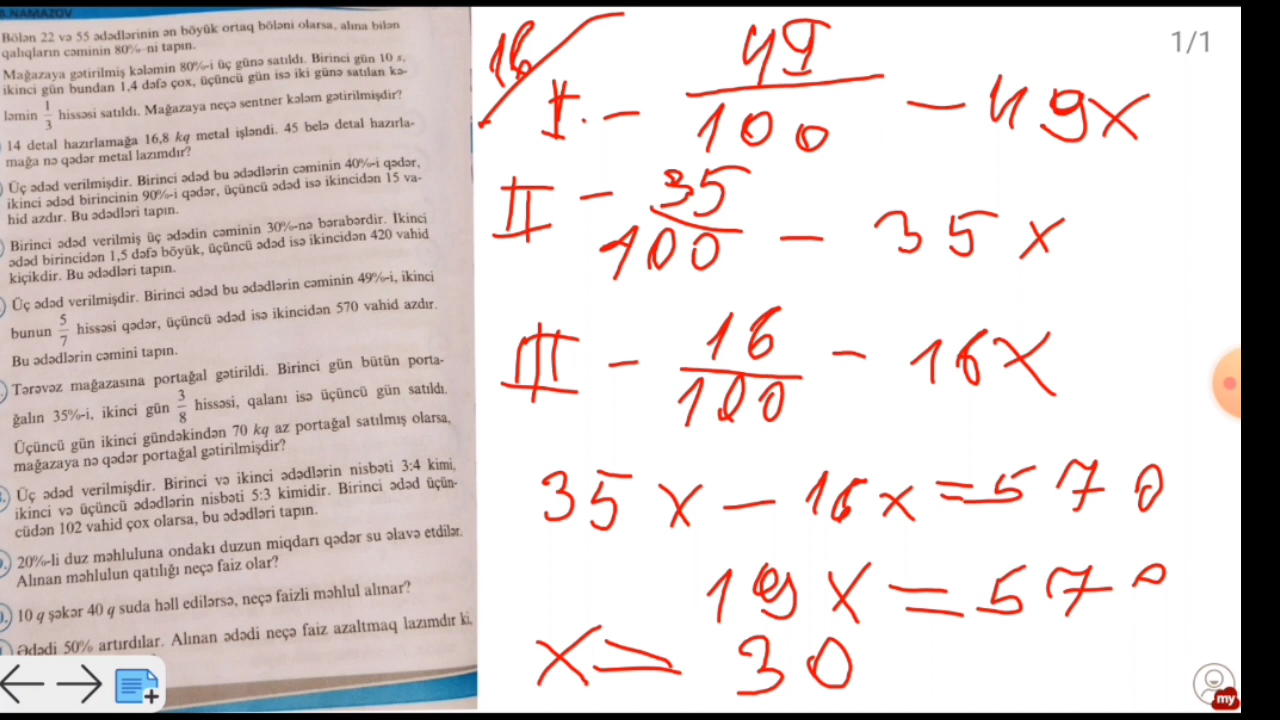 B.NAMAZOV
Bölən 22 və 55 ədədlərinin ən böyük ortaq böləni olarsa, alına bilən
qalıqların cəminin 80%-ni tapın.
Mağazaya gətirilmiş kələmin 80%-i üç günə satıldı. Birinci gün 10 s,
ikinci gün bundan 1,4 dəfə çox, üçüncü gün isə iki günə satılan kə-
ləmin 1/3 hissəsi satıldı. Mağazaya neçə sentner kələm gətirilmişdir?
14 detal hazırlamağa 16,8 kq metal işləndi. 45 belə detal hazırla-
mağa nə qədər metal lazımdır?
Üç ədəd verilmişdir. Birinci ədəd bu ədədlərin cəminin 40%-i qədər,
ikinci ədəd birincinin 90%-i qədər, üçüncü ədəd isə ikincidən 15 va-
hid azdır. Bu ədədləri tapın.
Birinci ədəd verilmiş üç ədədin cəminin 30%-nə bərabərdir. İkinci
ədəd birincidən 1,5 dəfə böyük, üçüncü ədəd isə ikincidən 420 vahid
kiçikdir. Bu ədədləri tapın.
Üç ədəd verilmişdir. Birinci ədəd bu ədədlərin cəminin 49%-i, ikinci
bunun 5/7 hissəsi qədər, üçüncü ədəd isə ikincidən 570 vahid azdır.
Bu ədədlərin cəmini tapın.
Tərəvəz mağazasına portağal gətirildi. Birinci gün bütün porta-
ğalın 35%-i, ikinci gün 3/8 hissəsi, qalanı isə üçüncü gün satıldı.
Üçüncü gün ikinci gündəkindən 70 kq az portağal satılmış olarsa,
mağazaya nə qədər portağal gətirilmişdir?
Üç ədəd verilmişdir. Birinci və ikinci ədədlərin nisbəti 3:4 kimi,
ikinci və üçüncü ədədlərin nisbəti 5:3 kimidir. Birinci ədəd üçün-
cüdən 102 vahid çox olarsa, bu ədədləri tapın.
20%-li duz məhluluna ondakı duzun miqdarı qədər su əlavə etdilər.
Alınan məhlulun qatılığı neçə faiz olar?
10 q şəkər 40 q suda həll edilərsə, neçə faizli məhlul alınar?
Ədədi 50% artırdılar. Alınan ədədi neçə faiz azaltmaq lazımdır ki,
16/
I. - 49/100 - 49x
II - 35/100 - 35x
III - 16/100 - 16x
35x - 16x = 570
19x = 570
x = 30
1/1
my